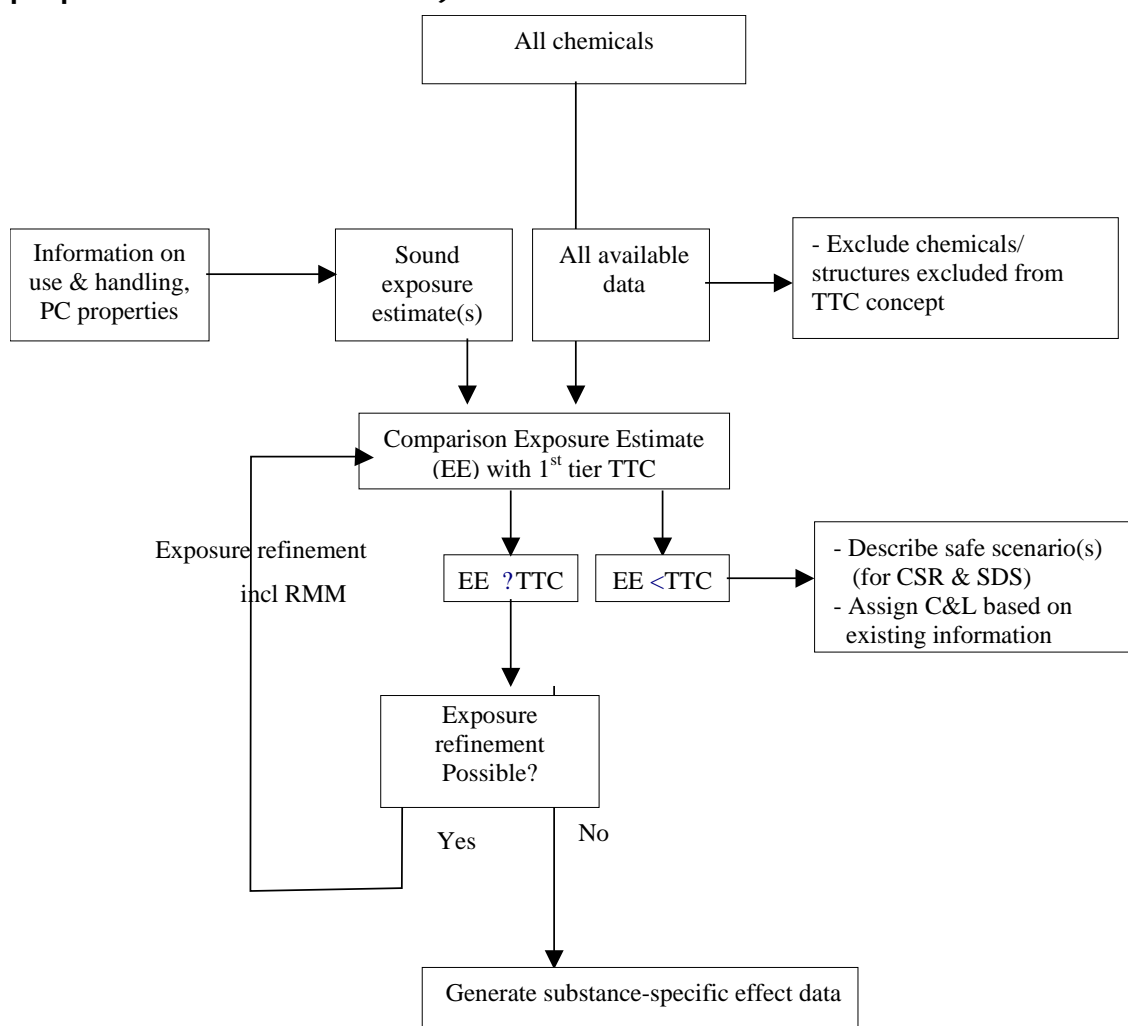 All chemicals
Information on
use & handling,
PC properties
Sound
exposure
estimate(s)
All available
data
- Exclude chemicals/
structures excluded from
TTC concept
Comparison Exposure Estimate
(EE) with 1st tier TTC
Exposure refinement
incl RMM
EE ?TTC
EE <TTC
- Describe safe scenario(s)
(for CSR & SDS)
- Assign C&L based on
existing information
Exposure
refinement
Possible?
Yes
No
Generate substance-specific effect data